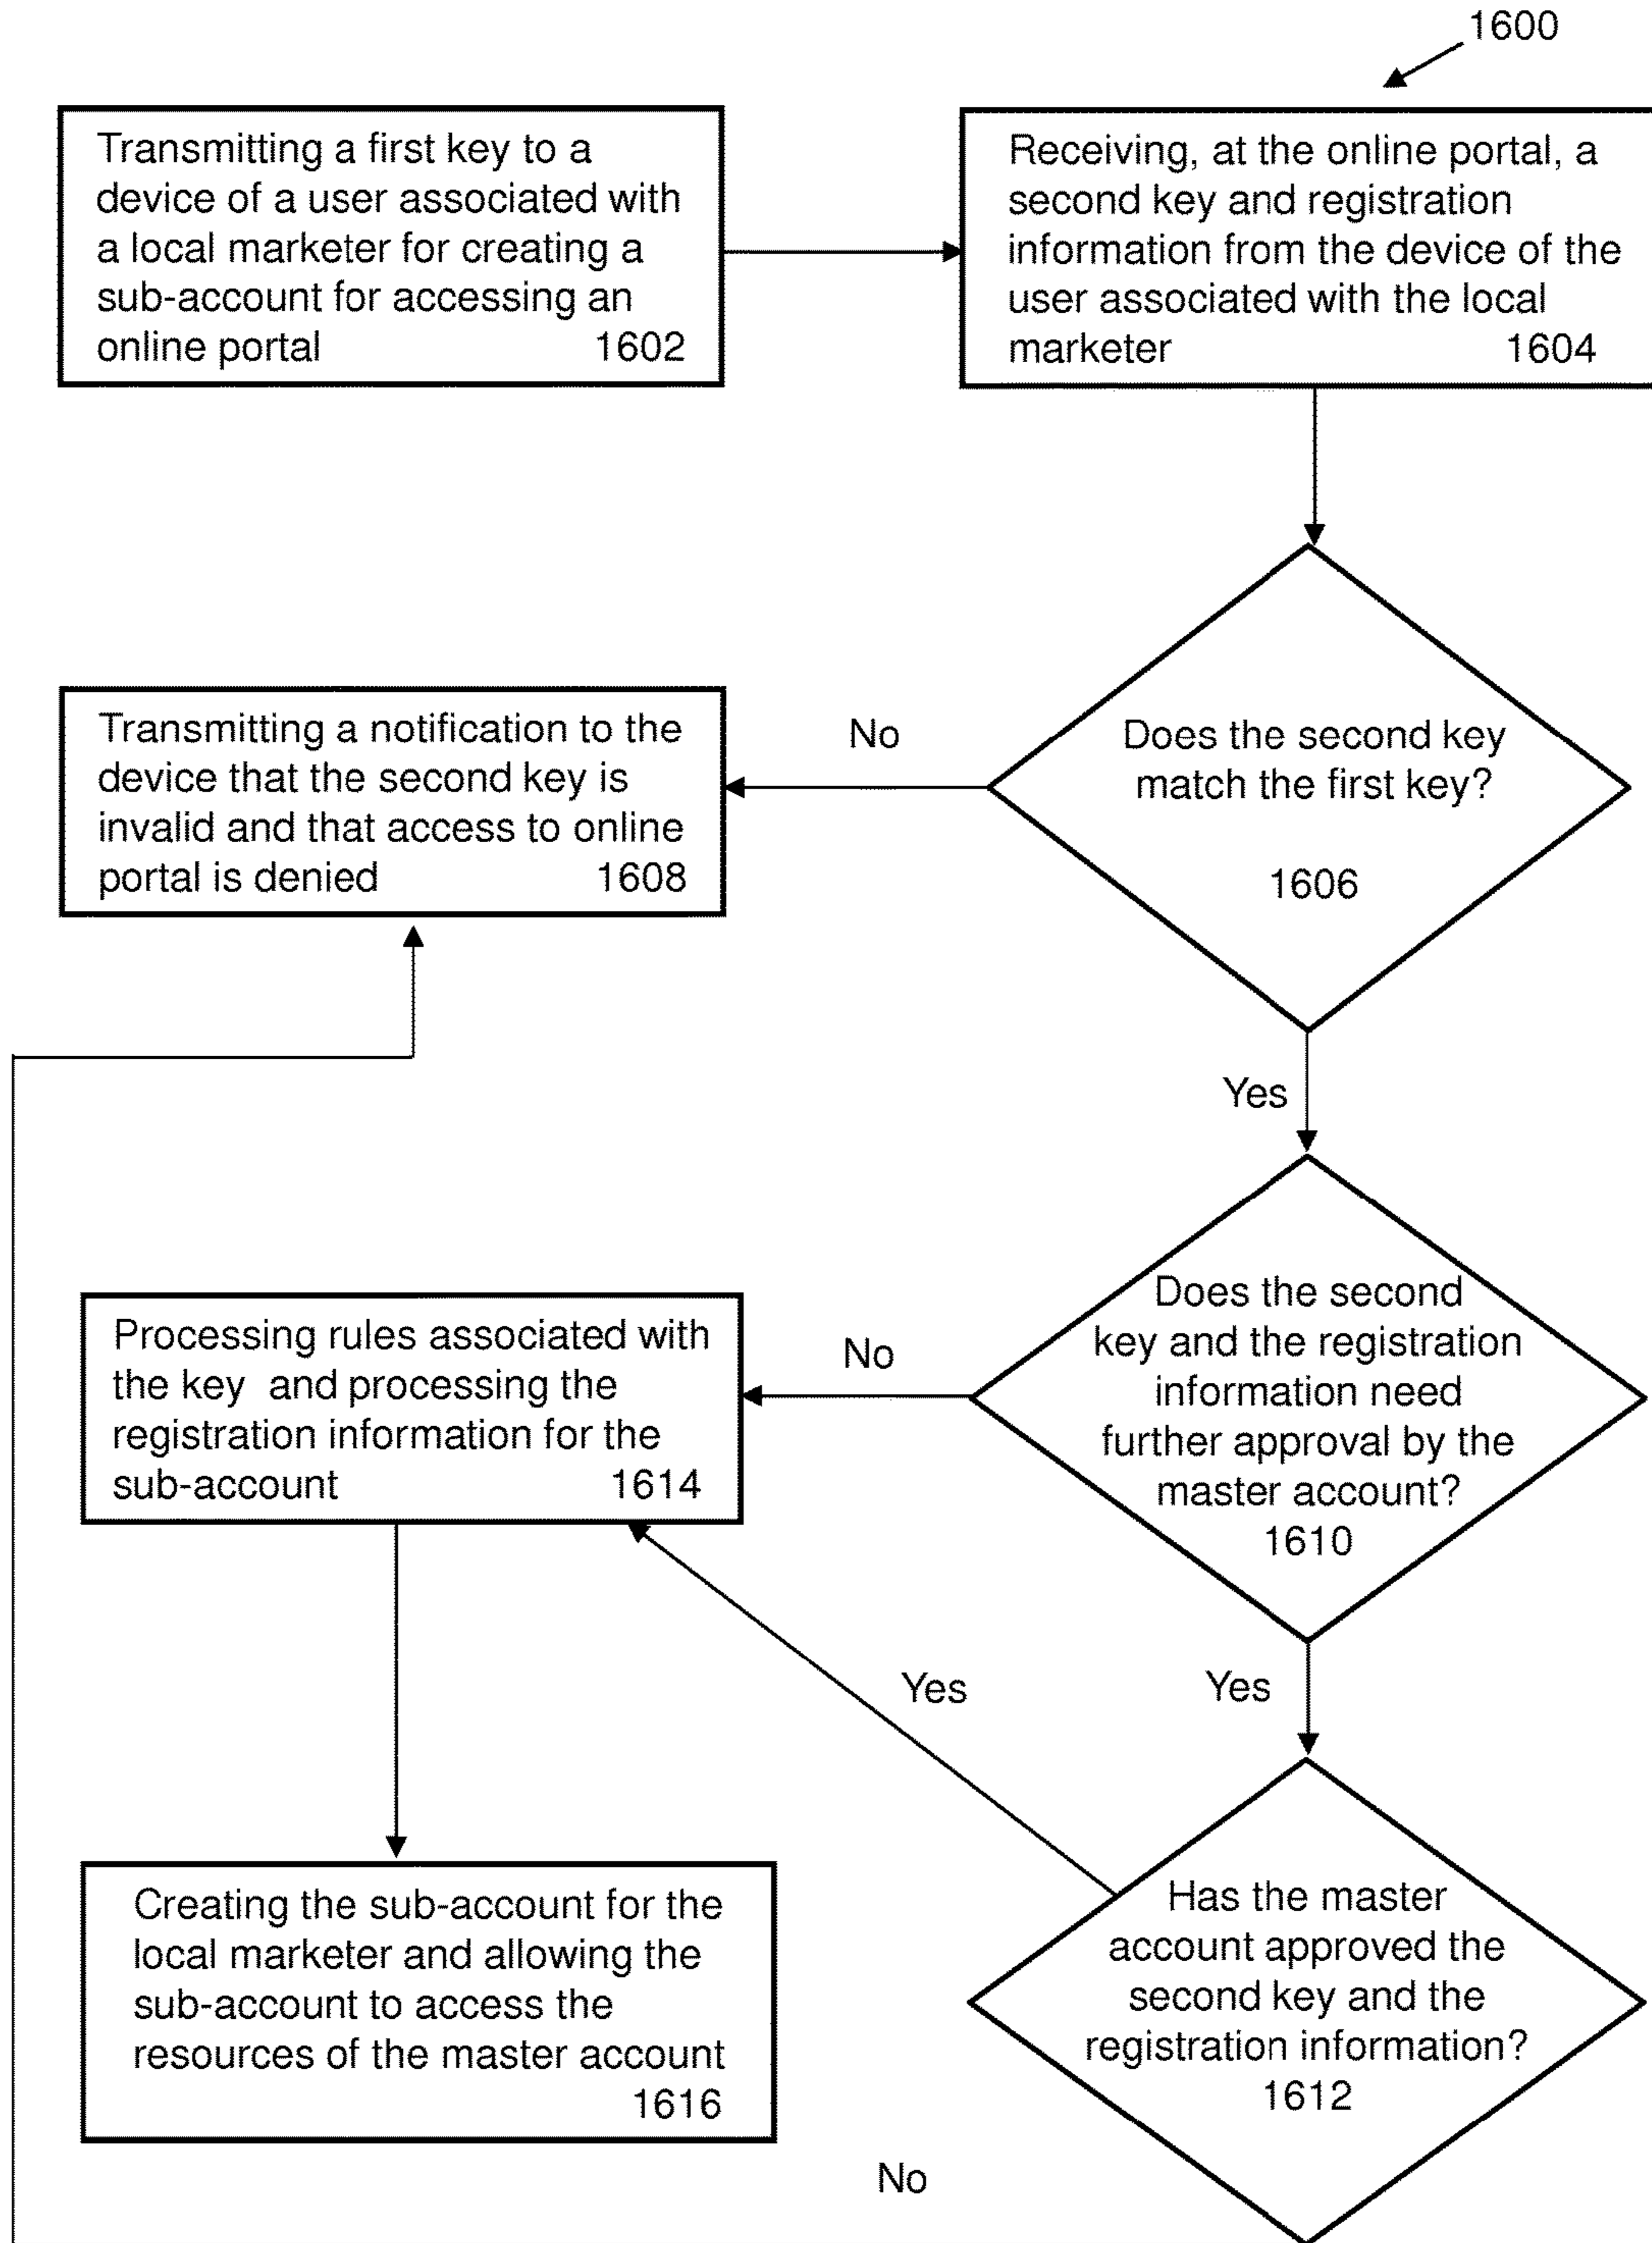 1600
Transmitting a first key to a
device of a user associated with
a local marketer for creating a
sub-account for accessing an
online portal 1602
Receiving, at the online portal, a
second key and registration
information from the device of the
user associated with the local
marketer 1604
Does the second key
match the first key?
1606
No
Transmitting a notification to the
device that the second key is
invalid and that access to online
portal is denied 1608
Yes
Does the second
key and the registration
information need
further approval by the
master account?
1610
No
Processing rules associated with
the key and processing the
registration information for the
sub-account 1614
Yes
Yes
Has the master
account approved the
second key and the
registration information?
1612
Creating the sub-account for the
local marketer and allowing the
sub-account to access the
resources of the master account
1616
No